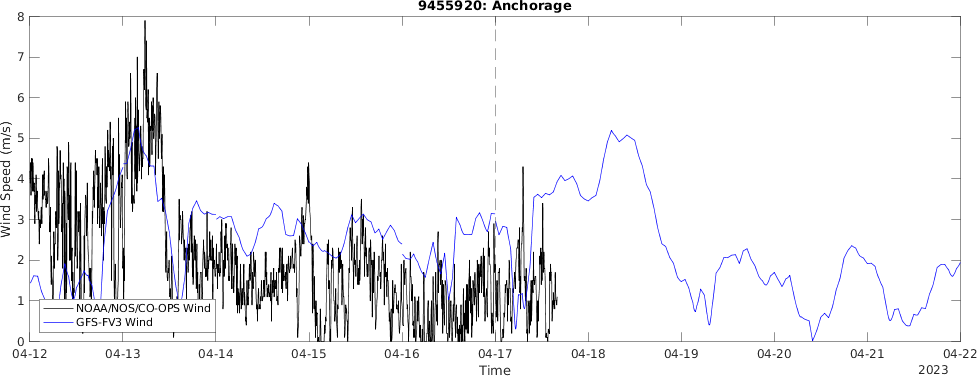 9455920: Anchorage
8
7
6
5
4
3
2
1
0
Wind Speed (m/s)
NOAA/NOS/CO-OPS Wind
GFS-FV3 Wind
04-12 04-13 04-14 04-15 04-16 04-17 04-18 04-19 04-20 04-21 04-22
Time
2023